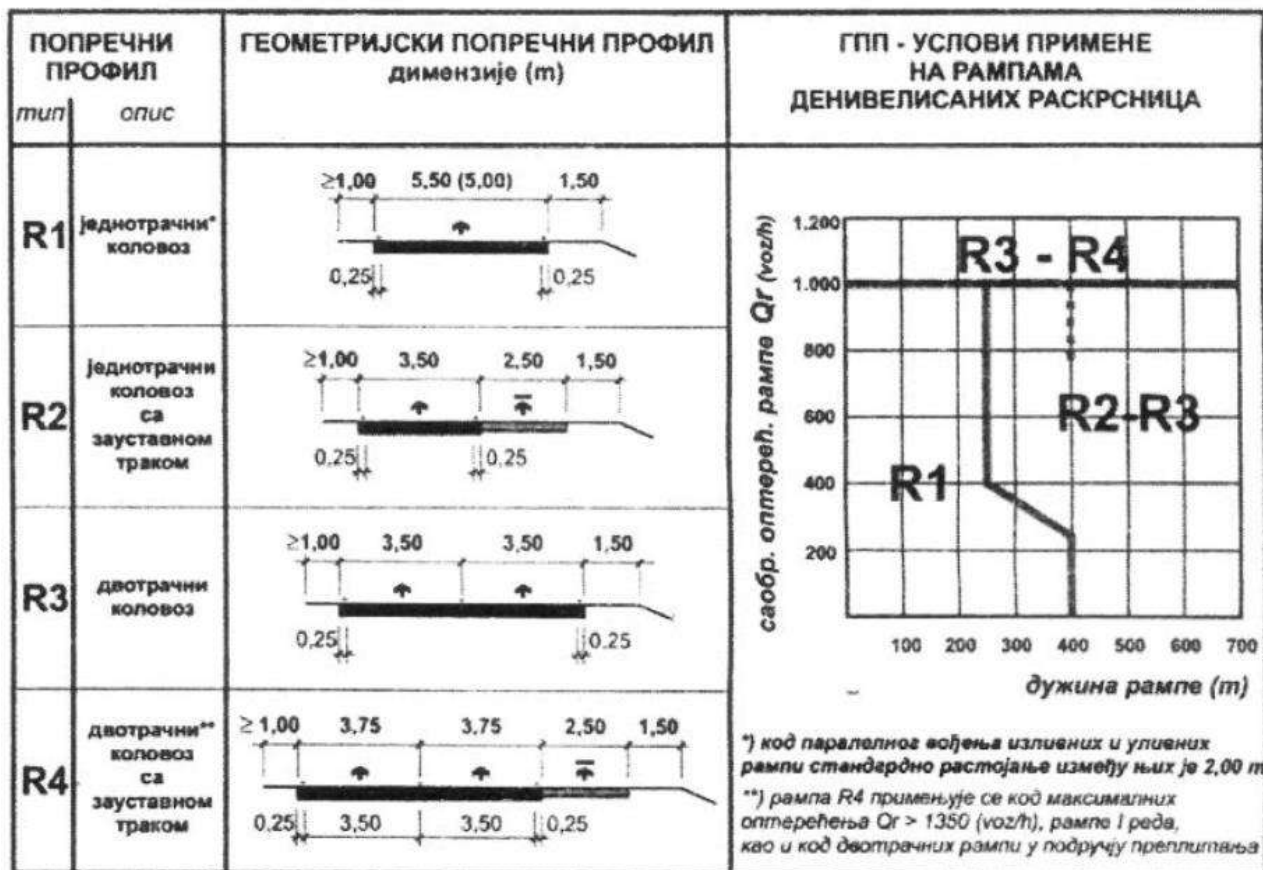 ПОПРЕЧНИ
ПРОФИЛ
тип опис
ГЕОМЕТРИЈСКИ ПОПРЕЧНИ ПРОФИЛ
димензије (m)
ГПП - УСЛОВИ ПРИМЕНЕ
НА РАМПАМА
ДЕНИВЕЛИСАНИХ РАСКРСНИЦА
R1
једнотрачни*
коловоз
≥1,00 5,50 (5,00) 1,50
0,25 0,25
R2
једнотрачни
коловоз
са
зауставном
траком
≥1,00 3,50 2,50 1,50
0,25 0,25
R3
двотрачни
коловоз
≥1,00 3,50 3,50 1,50
0,25 0,25
R4
двотрачни**
коловоз
са
зауставном
траком
≥ 1,00 3,75 3,75 2,50 1,50
0,25 3,50 3,50 0,25
саобр. оптерећ. рампе Qr (voz/h)
1.200
1.000
800
600
400
200
R3 - R4
R2-R3
R1
100 200 300 400 500 600 700
дужина рампе (m)
*) код паралелног вођења изливних и уливних
рампи стандардно растојање између њих је 2,00 m
**) рампа R4 примењује се код максималних
оптерећења Qr > 1350 (voz/h), рампе I реда,
као и код двотрачних рампи у подручју преплитања